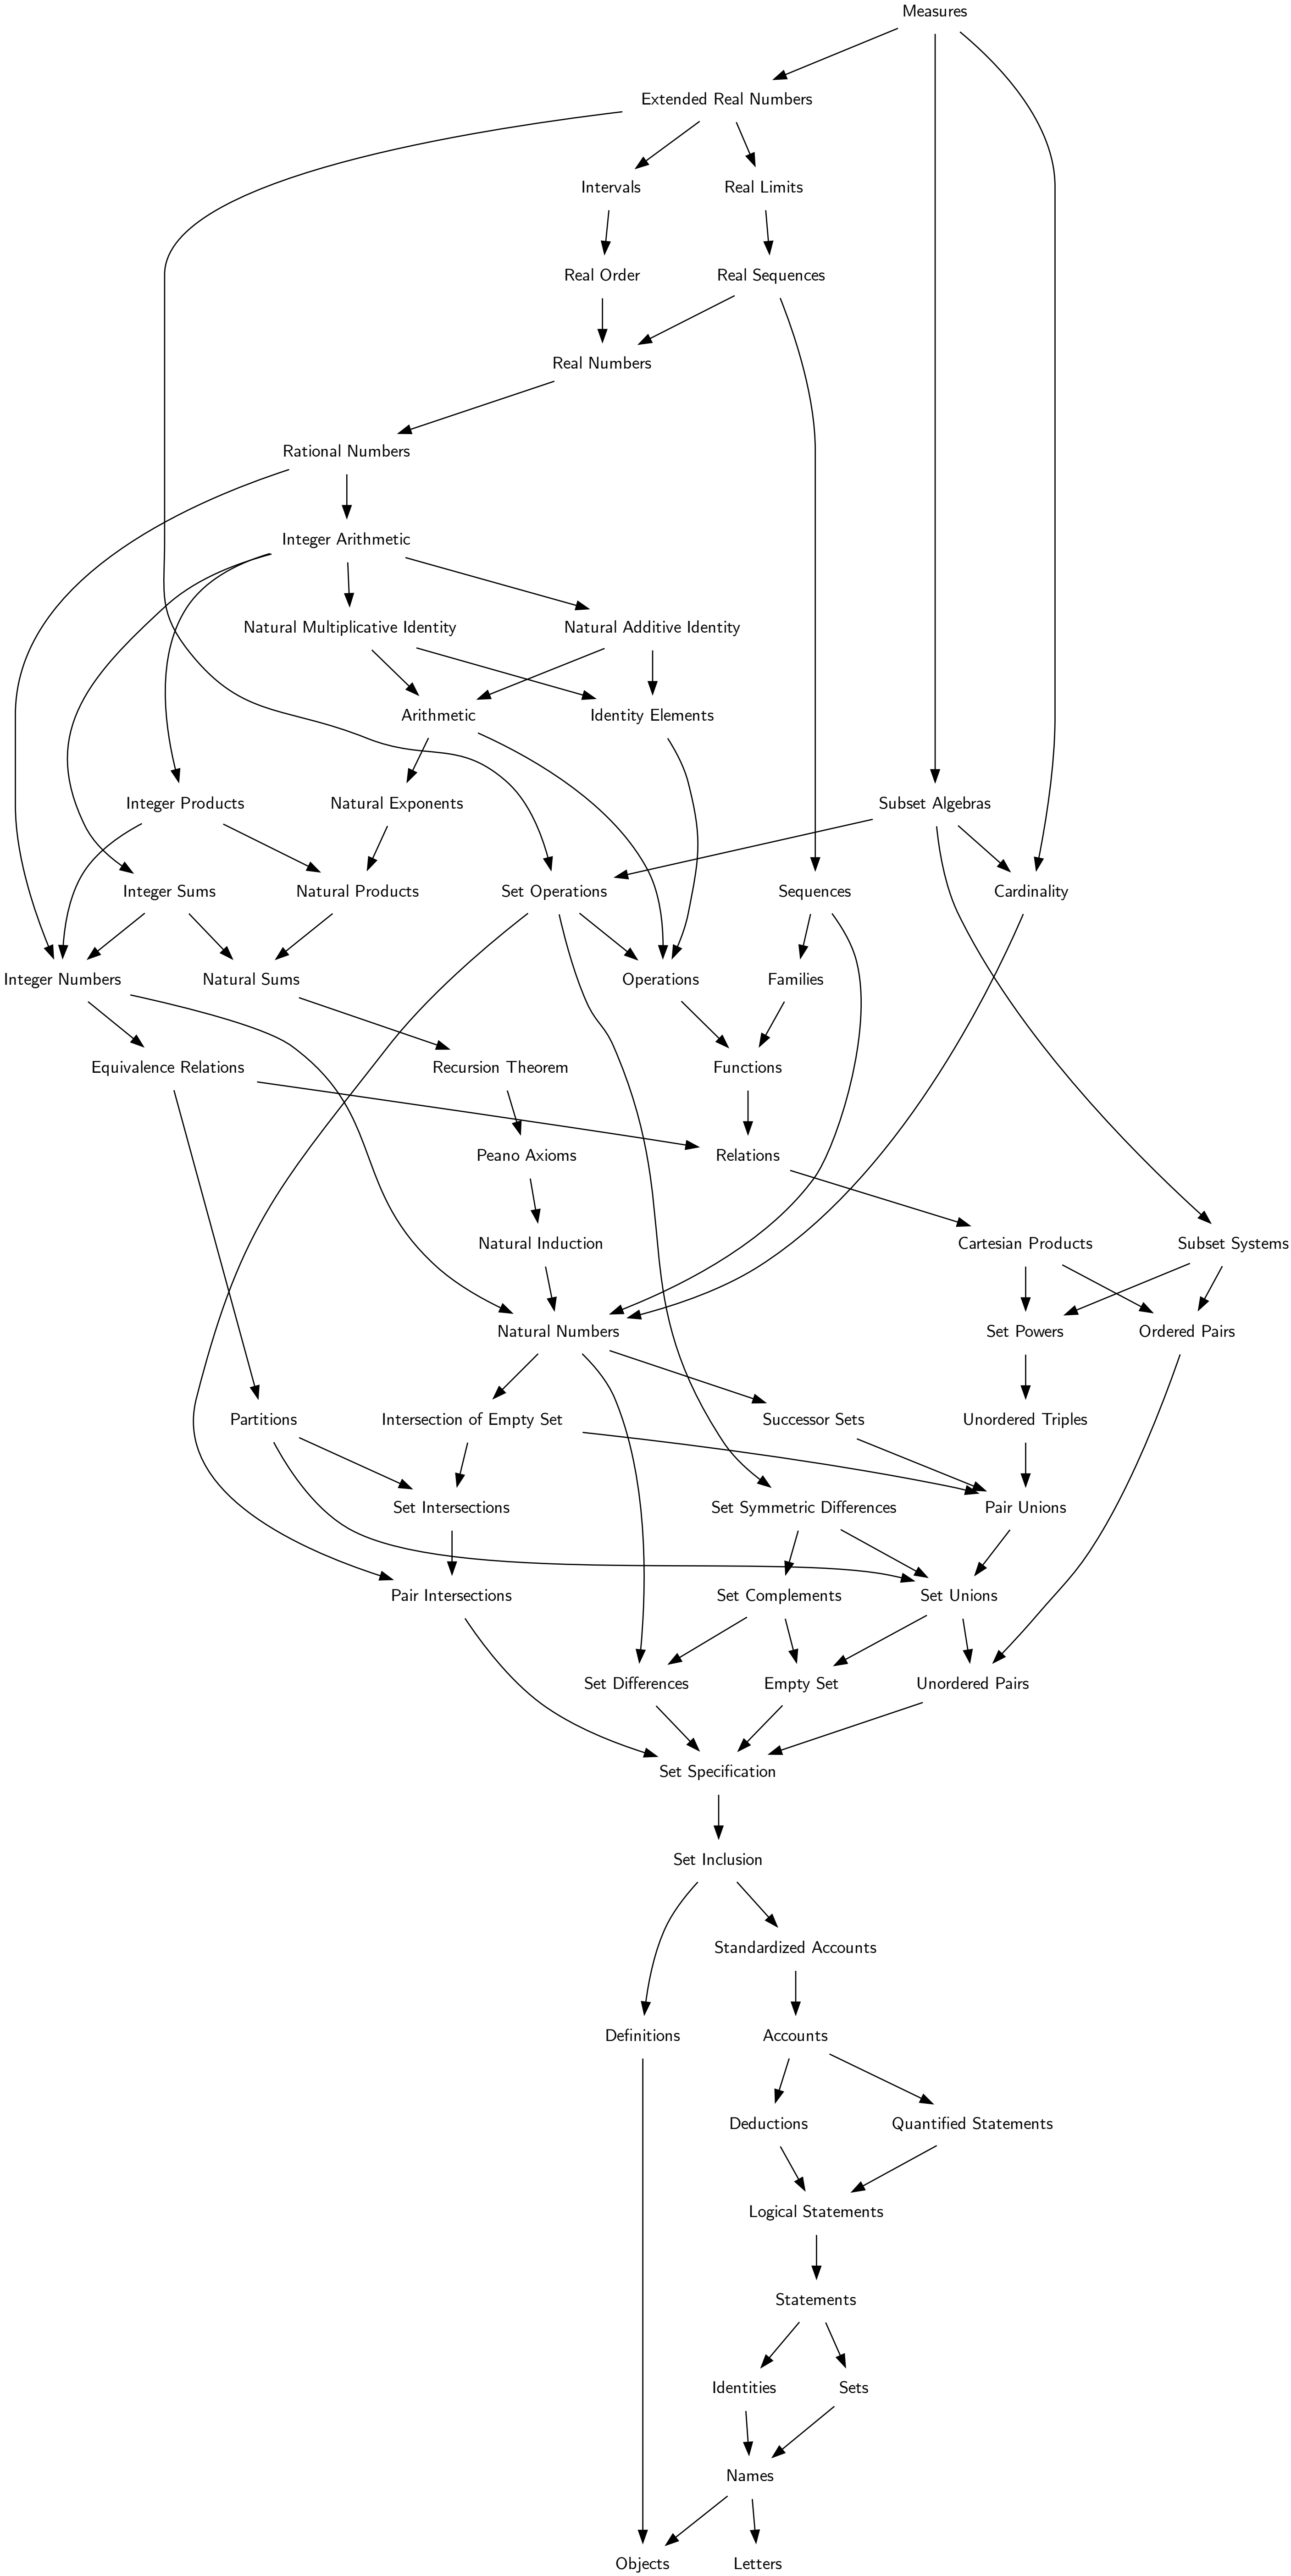 Measures
Extended Real Numbers
Intervals
Real Limits
Real Order
Real Sequences
Real Numbers
Rational Numbers
Integer Arithmetic
Natural Multiplicative Identity
Natural Additive Identity
Arithmetic
Identity Elements
Integer Products
Natural Exponents
Subset Algebras
Integer Sums
Natural Products
Set Operations
Sequences
Cardinality
Integer Numbers
Natural Sums
Operations
Families
Equivalence Relations
Recursion Theorem
Functions
Peano Axioms
Relations
Natural Induction
Cartesian Products
Subset Systems
Natural Numbers
Set Powers
Ordered Pairs
Partitions
Intersection of Empty Set
Successor Sets
Unordered Triples
Set Intersections
Set Symmetric Differences
Pair Unions
Pair Intersections
Set Complements
Set Unions
Set Differences
Empty Set
Unordered Pairs
Set Specification
Set Inclusion
Standardized Accounts
Definitions
Accounts
Deductions
Quantified Statements
Logical Statements
Statements
Identities
Sets
Names
Objects
Letters